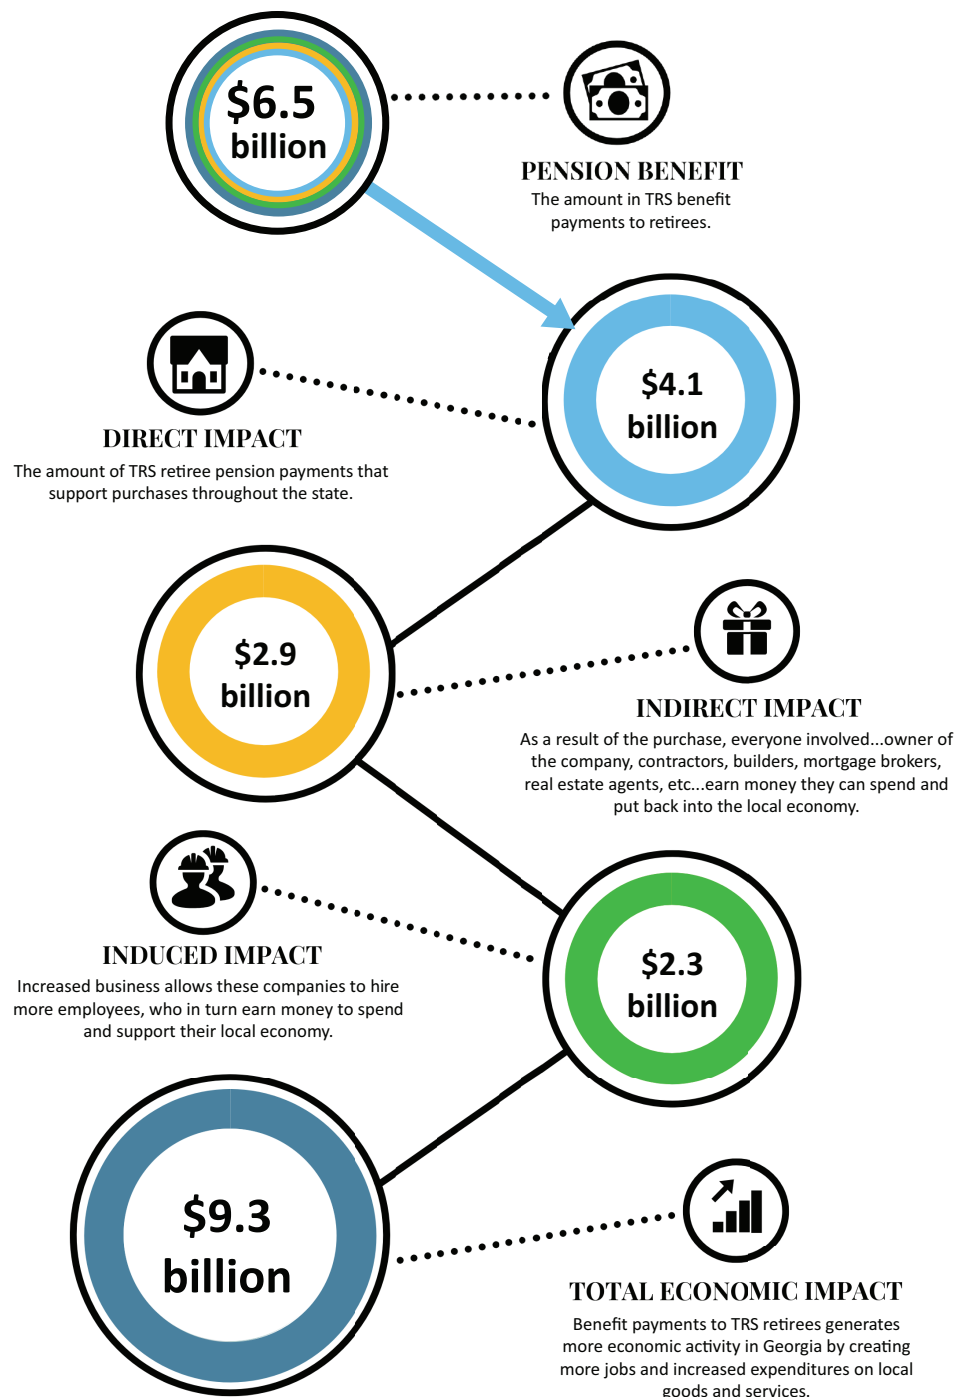 $6.5
billion
PENSION BENEFIT
The amount in TRS benefit
payments to retirees.
$4.1
billion
DIRECT IMPACT
The amount of TRS retiree pension payments that
support purchases throughout the state.
$2.9
billion
INDIRECT IMPACT
As a result of the purchase, everyone involved...owner of
the company, contractors, builders, mortgage brokers,
real estate agents, etc...earn money they can spend and
put back into the local economy.
INDUCED IMPACT
Increased business allows these companies to hire
more employees, who in turn earn money to spend
and support their local economy.
$2.3
billion
$9.3
billion
TOTAL ECONOMIC IMPACT
Benefit payments to TRS retirees generates
more economic activity in Georgia by creating
more jobs and increased expenditures on local
goods and services.